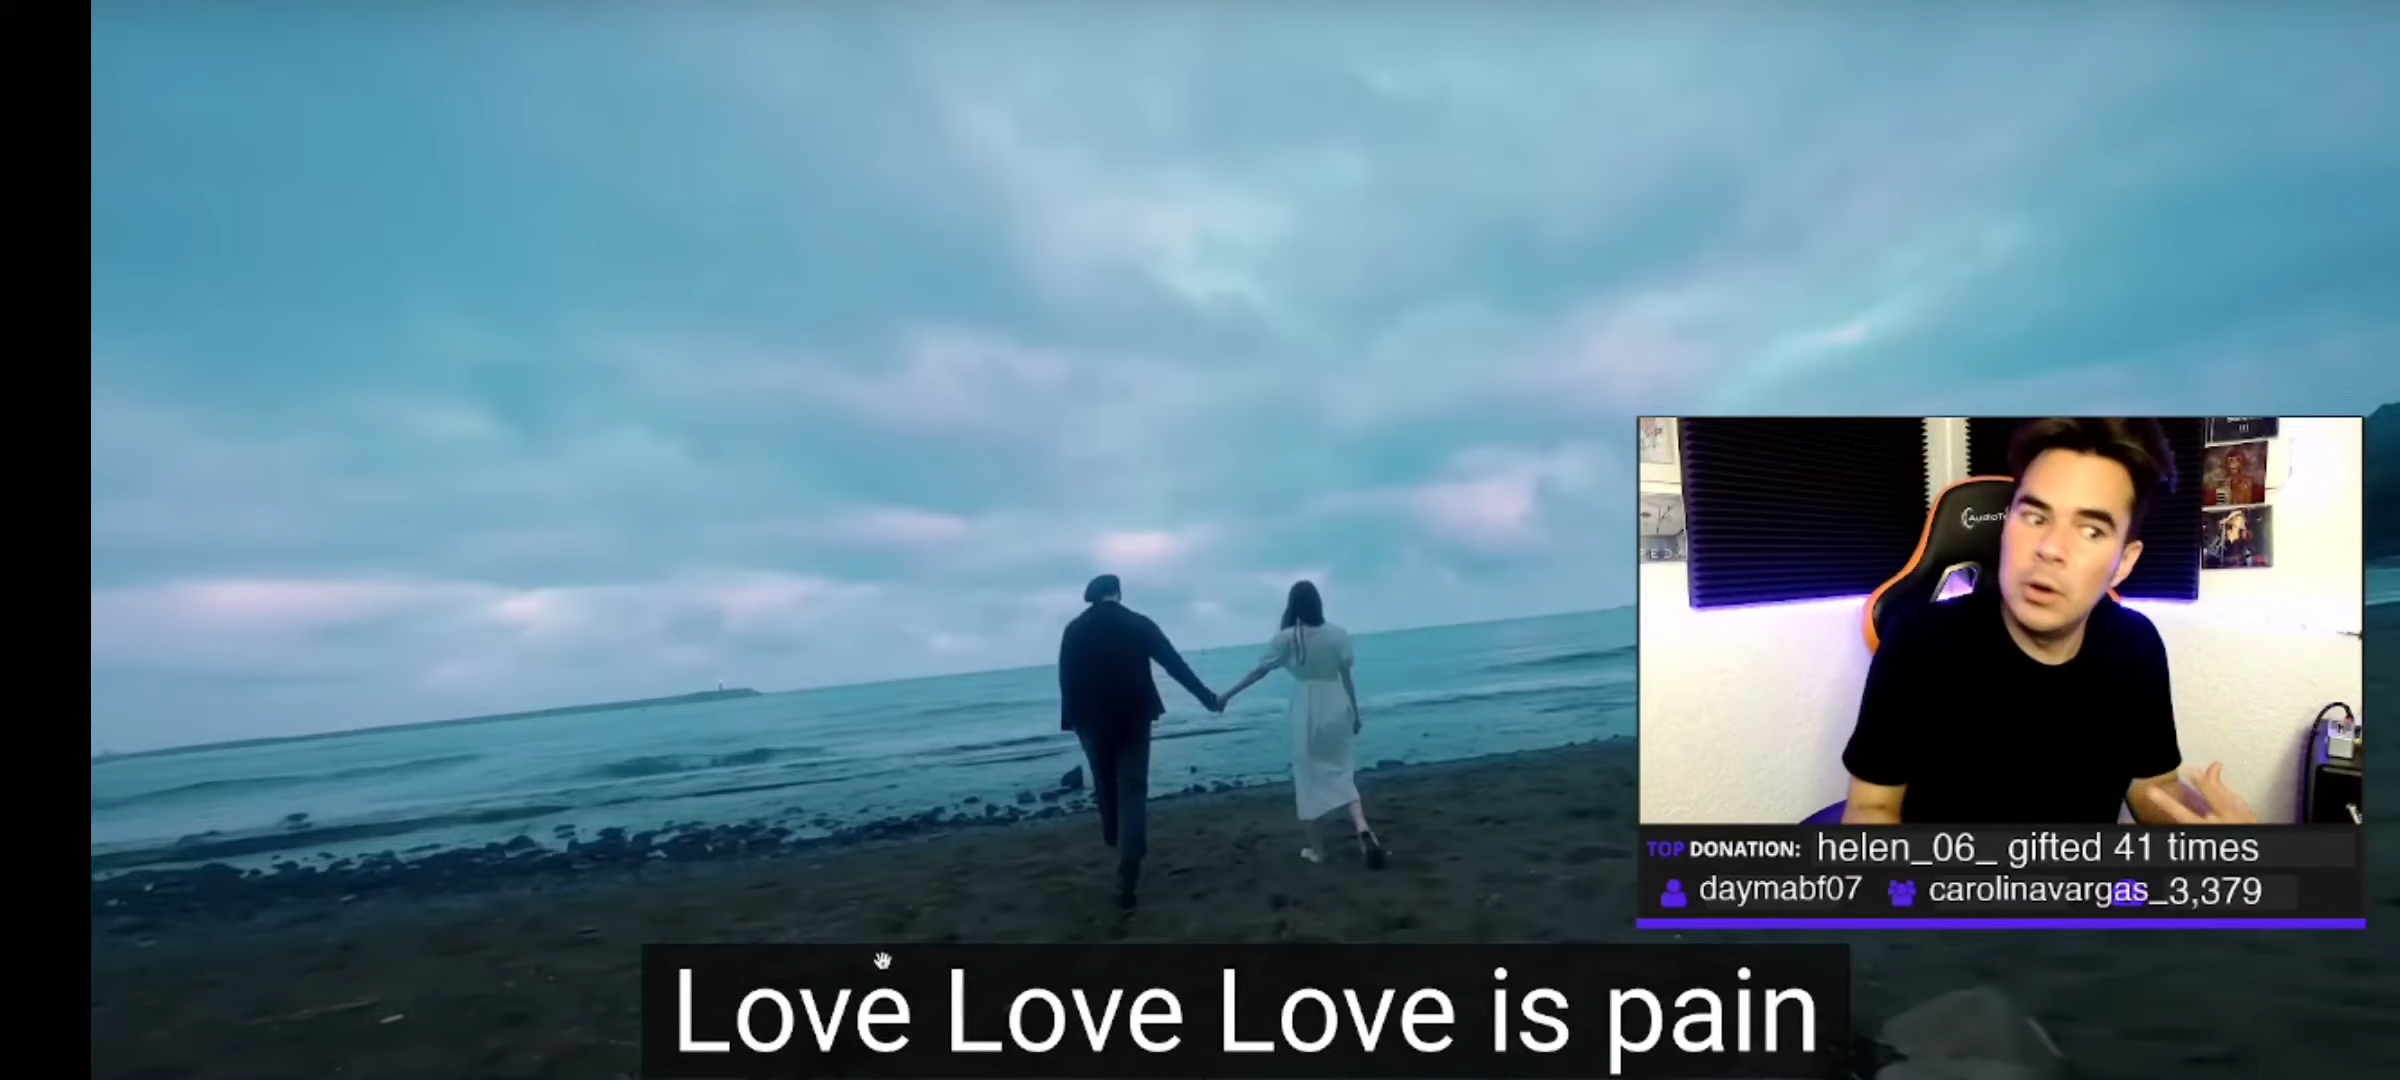 TOP DONATION: helen_06_ gifted 41 times
daymabf07 carolinavargas_3,379
Love Love Love is pain